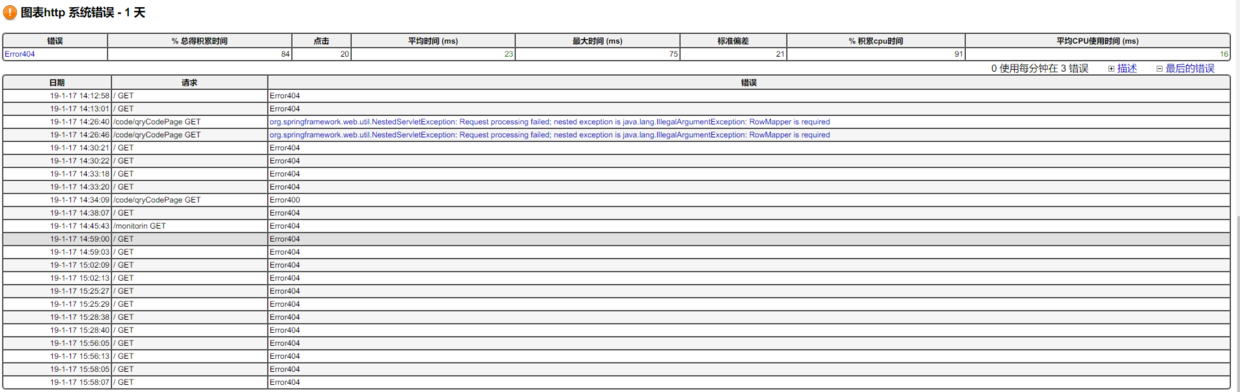 图表http 系统错误 - 1 天
错误 % 总得积累时间 点击 平均时间 (ms) 最大时间 (ms) 标准偏差 % 积累cpu时间 平均CPU使用时间 (ms)
Error404 84 20 23 75 21 91 16
0 使用每分钟在 3 错误 描述 最后的错误
日期 请求 错误
19-1-17 14:12:58 / GET Error404
19-1-17 14:13:01 / GET Error404
19-1-17 14:26:40 /code/qryCodePage GET org.springframework.web.util.NestedServletException: Request processing failed; nested exception is java.lang.IllegalArgumentException: RowMapper is required
19-1-17 14:26:46 /code/qryCodePage GET org.springframework.web.util.NestedServletException: Request processing failed; nested exception is java.lang.IllegalArgumentException: RowMapper is required
19-1-17 14:30:21 / GET Error404
19-1-17 14:30:22 / GET Error404
19-1-17 14:33:18 / GET Error404
19-1-17 14:33:20 / GET Error404
19-1-17 14:34:09 /code/qryCodePage GET Error400
19-1-17 14:38:07 / GET Error404
19-1-17 14:45:43 /monitorin GET Error404
19-1-17 14:59:00 / GET Error404
19-1-17 14:59:03 / GET Error404
19-1-17 15:02:09 / GET Error404
19-1-17 15:02:13 / GET Error404
19-1-17 15:25:27 / GET Error404
19-1-17 15:25:29 / GET Error404
19-1-17 15:28:38 / GET Error404
19-1-17 15:28:40 / GET Error404
19-1-17 15:56:05 / GET Error404
19-1-17 15:56:13 / GET Error404
19-1-17 15:58:05 / GET Error404
19-1-17 15:58:07 / GET Error404